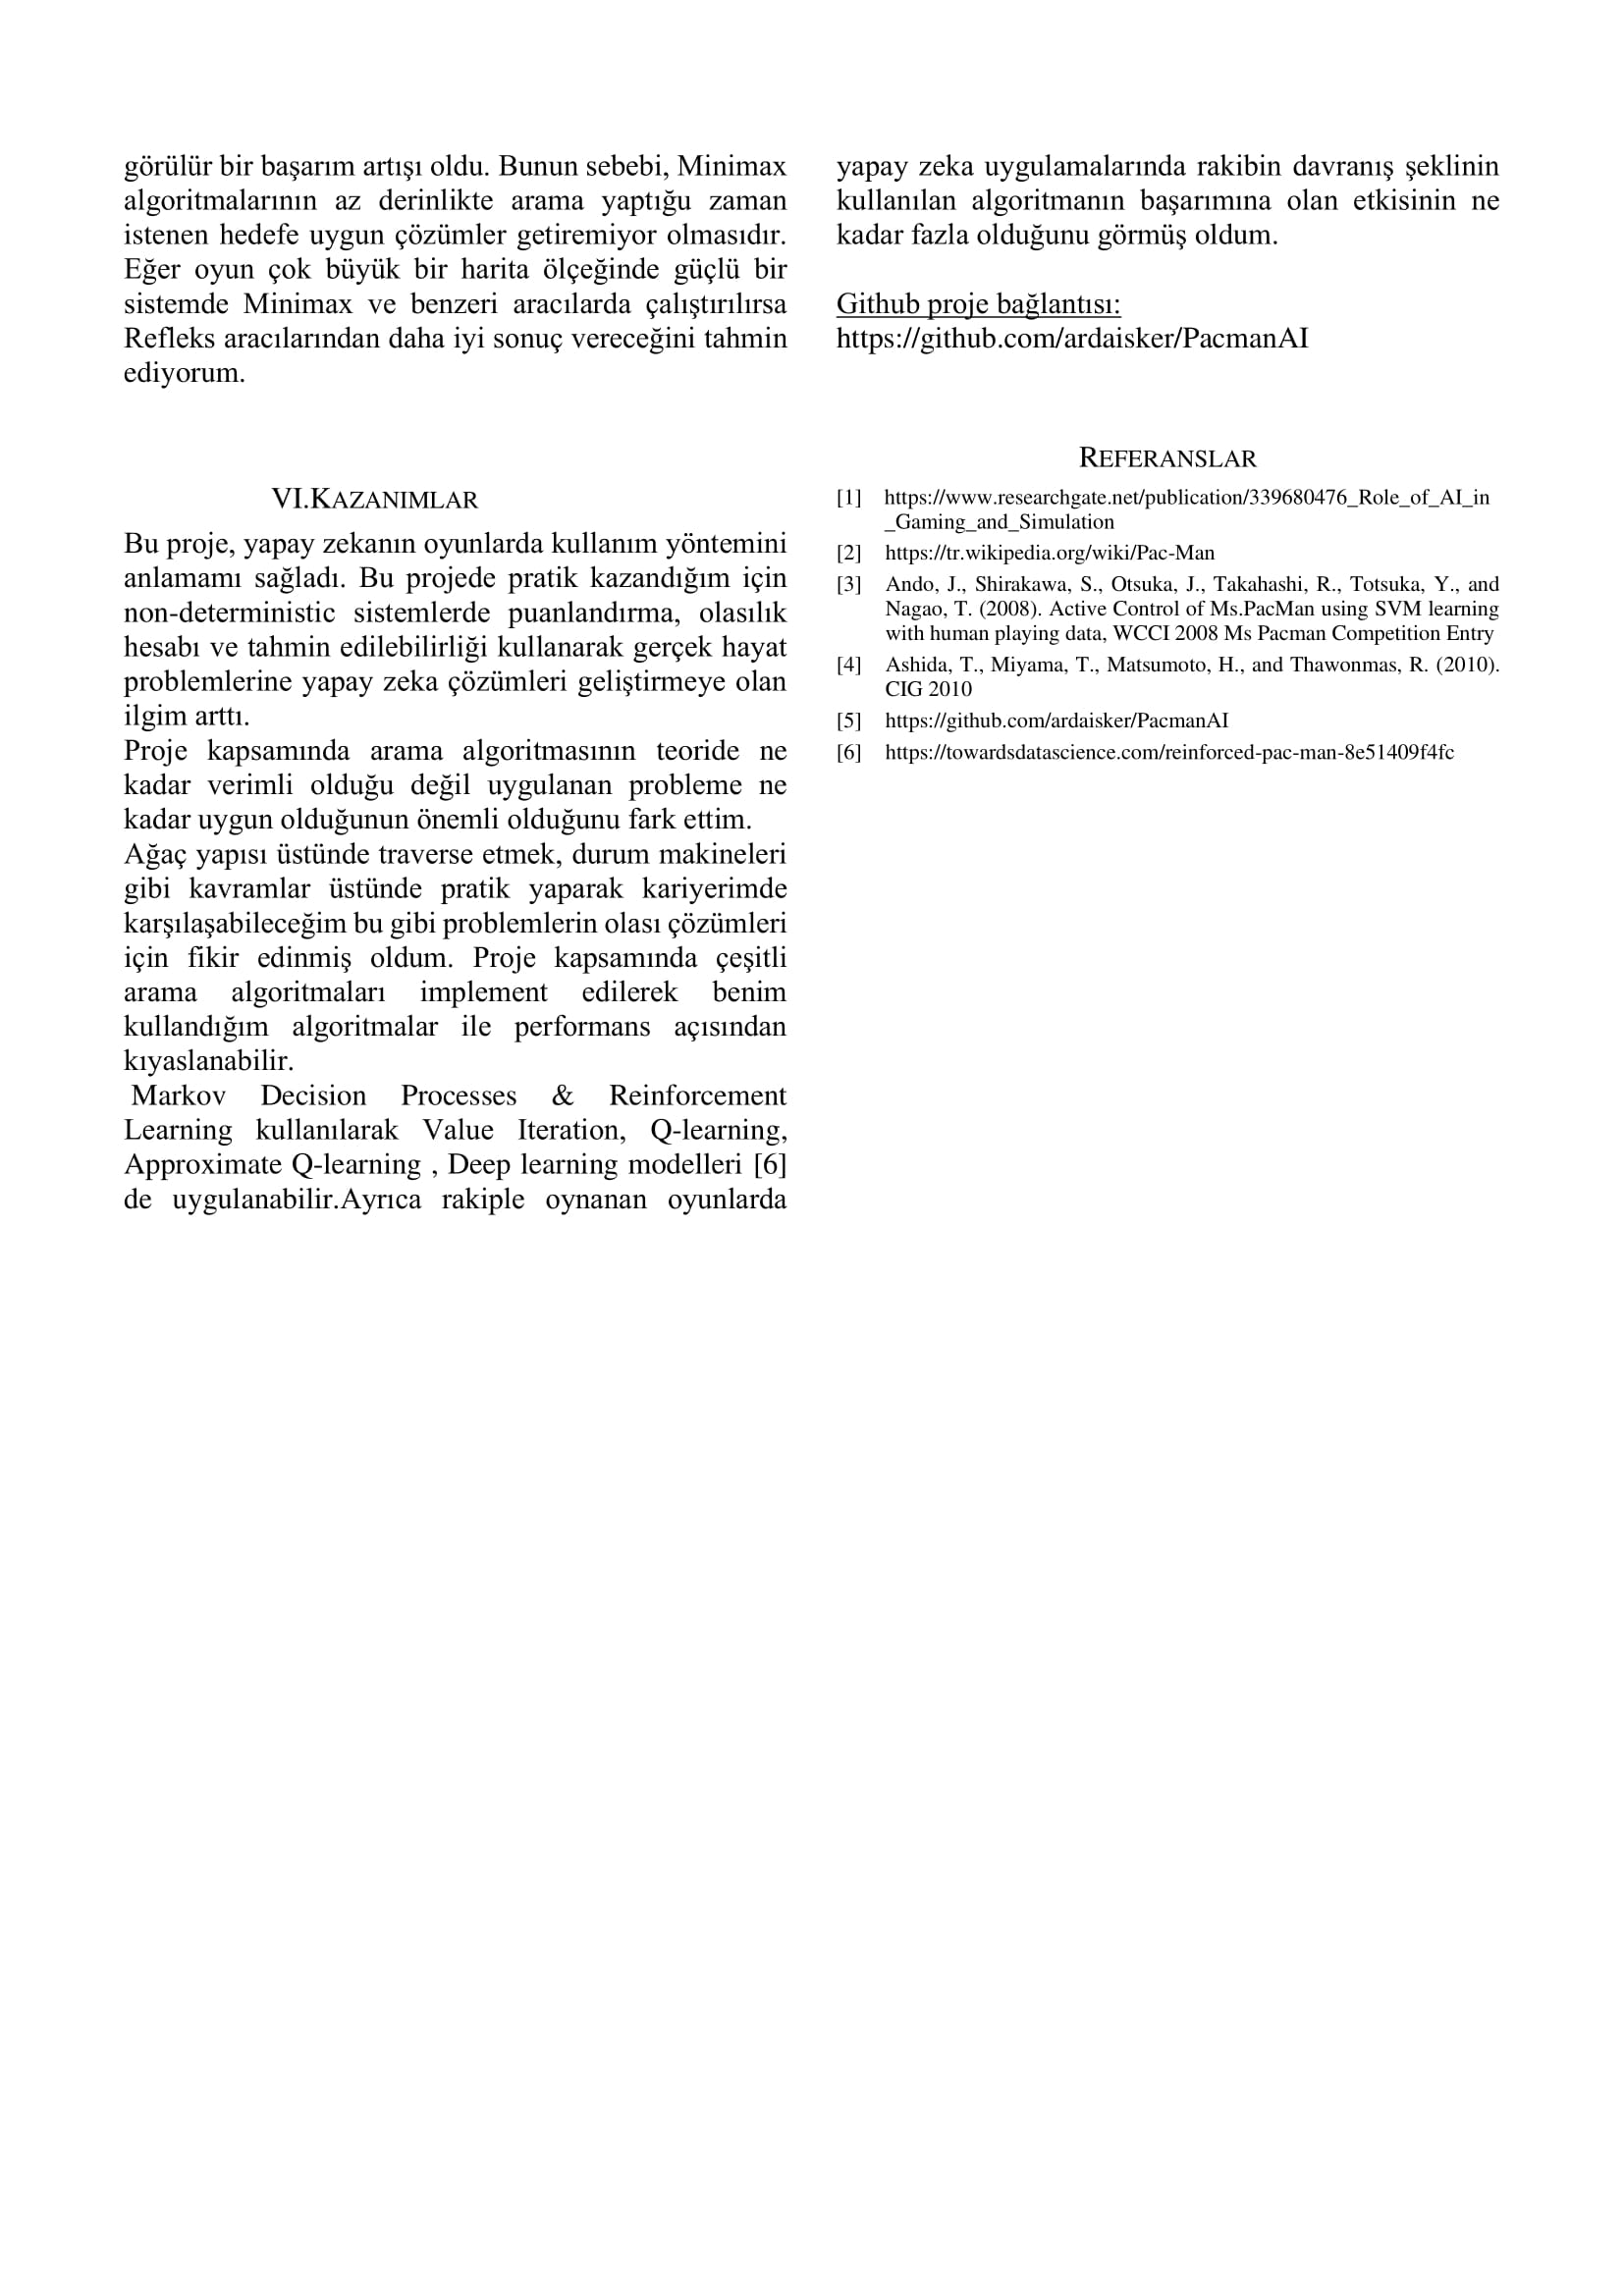 görülür bir başarım artışı oldu. Bunun sebebi, Minimax
algoritmalarının az derinlikte arama yaptığu zaman
istenen hedefe uygun çözümler getiremiyor olmasıdır.
Eğer oyun çok büyük bir harita ölçeğinde güçlü bir
sistemde Minimax ve benzeri aracılarda çalıştırılırsa
Refleks aracılarından daha iyi sonuç vereceğini tahmin
ediyorum.
VI.KAZANIMLAR
Bu proje, yapay zekanın oyunlarda kullanım yöntemini
anlamamı sağladı. Bu projede pratik kazandığım için
non-deterministic sistemlerde puanlandırma, olasılık
hesabı ve tahmin edilebilirliği kullanarak gerçek hayat
problemlerine yapay zeka çözümleri geliştirmeye olan
ilgim arttı.
Proje kapsamında arama algoritmasının teoride ne
kadar verimli olduğu değil uygulanan probleme ne
kadar uygun olduğunun önemli olduğunu fark ettim.
Ağaç yapısı üstünde traverse etmek, durum makineleri
gibi kavramlar üstünde pratik yaparak kariyerimde
karşılaşabileceğim bu gibi problemlerin olası çözümleri
için fikir edinmiş oldum. Proje kapsamında çeşitli
arama algoritmaları implement edilerek benim
kullandığım algoritmalar ile performans açısından
kıyaslanabilir.
Markov Decision Processes & Reinforcement
Learning kullanılarak Value Iteration, Q-learning,
Approximate Q-learning , Deep learning modelleri [6]
de uygulanabilir.Ayrıca rakiple oynanan oyunlarda
yapay zeka uygulamalarında rakibin davranış şeklinin
kullanılan algoritmanın başarımına olan etkisinin ne
kadar fazla olduğunu görmüş oldum.
Github proje bağlantısı:
https://github.com/ardaisker/PacmanAI
REFERANSLAR
[1] https://www.researchgate.net/publication/339680476_Role_of_AI_in
_Gaming_and_Simulation
[2] https://tr.wikipedia.org/wiki/Pac-Man
[3] Ando, J., Shirakawa, S., Otsuka, J., Takahashi, R., Totsuka, Y., and
Nagao, T. (2008). Active Control of Ms.PacMan using SVM learning
with human playing data, WCCI 2008 Ms Pacman Competition Entry
[4] Ashida, T., Miyama, T., Matsumoto, H., and Thawonmas, R. (2010).
CIG 2010
[5] https://github.com/ardaisker/PacmanAI
[6] https://towardsdatascience.com/reinforced-pac-man-8e51409f4fc